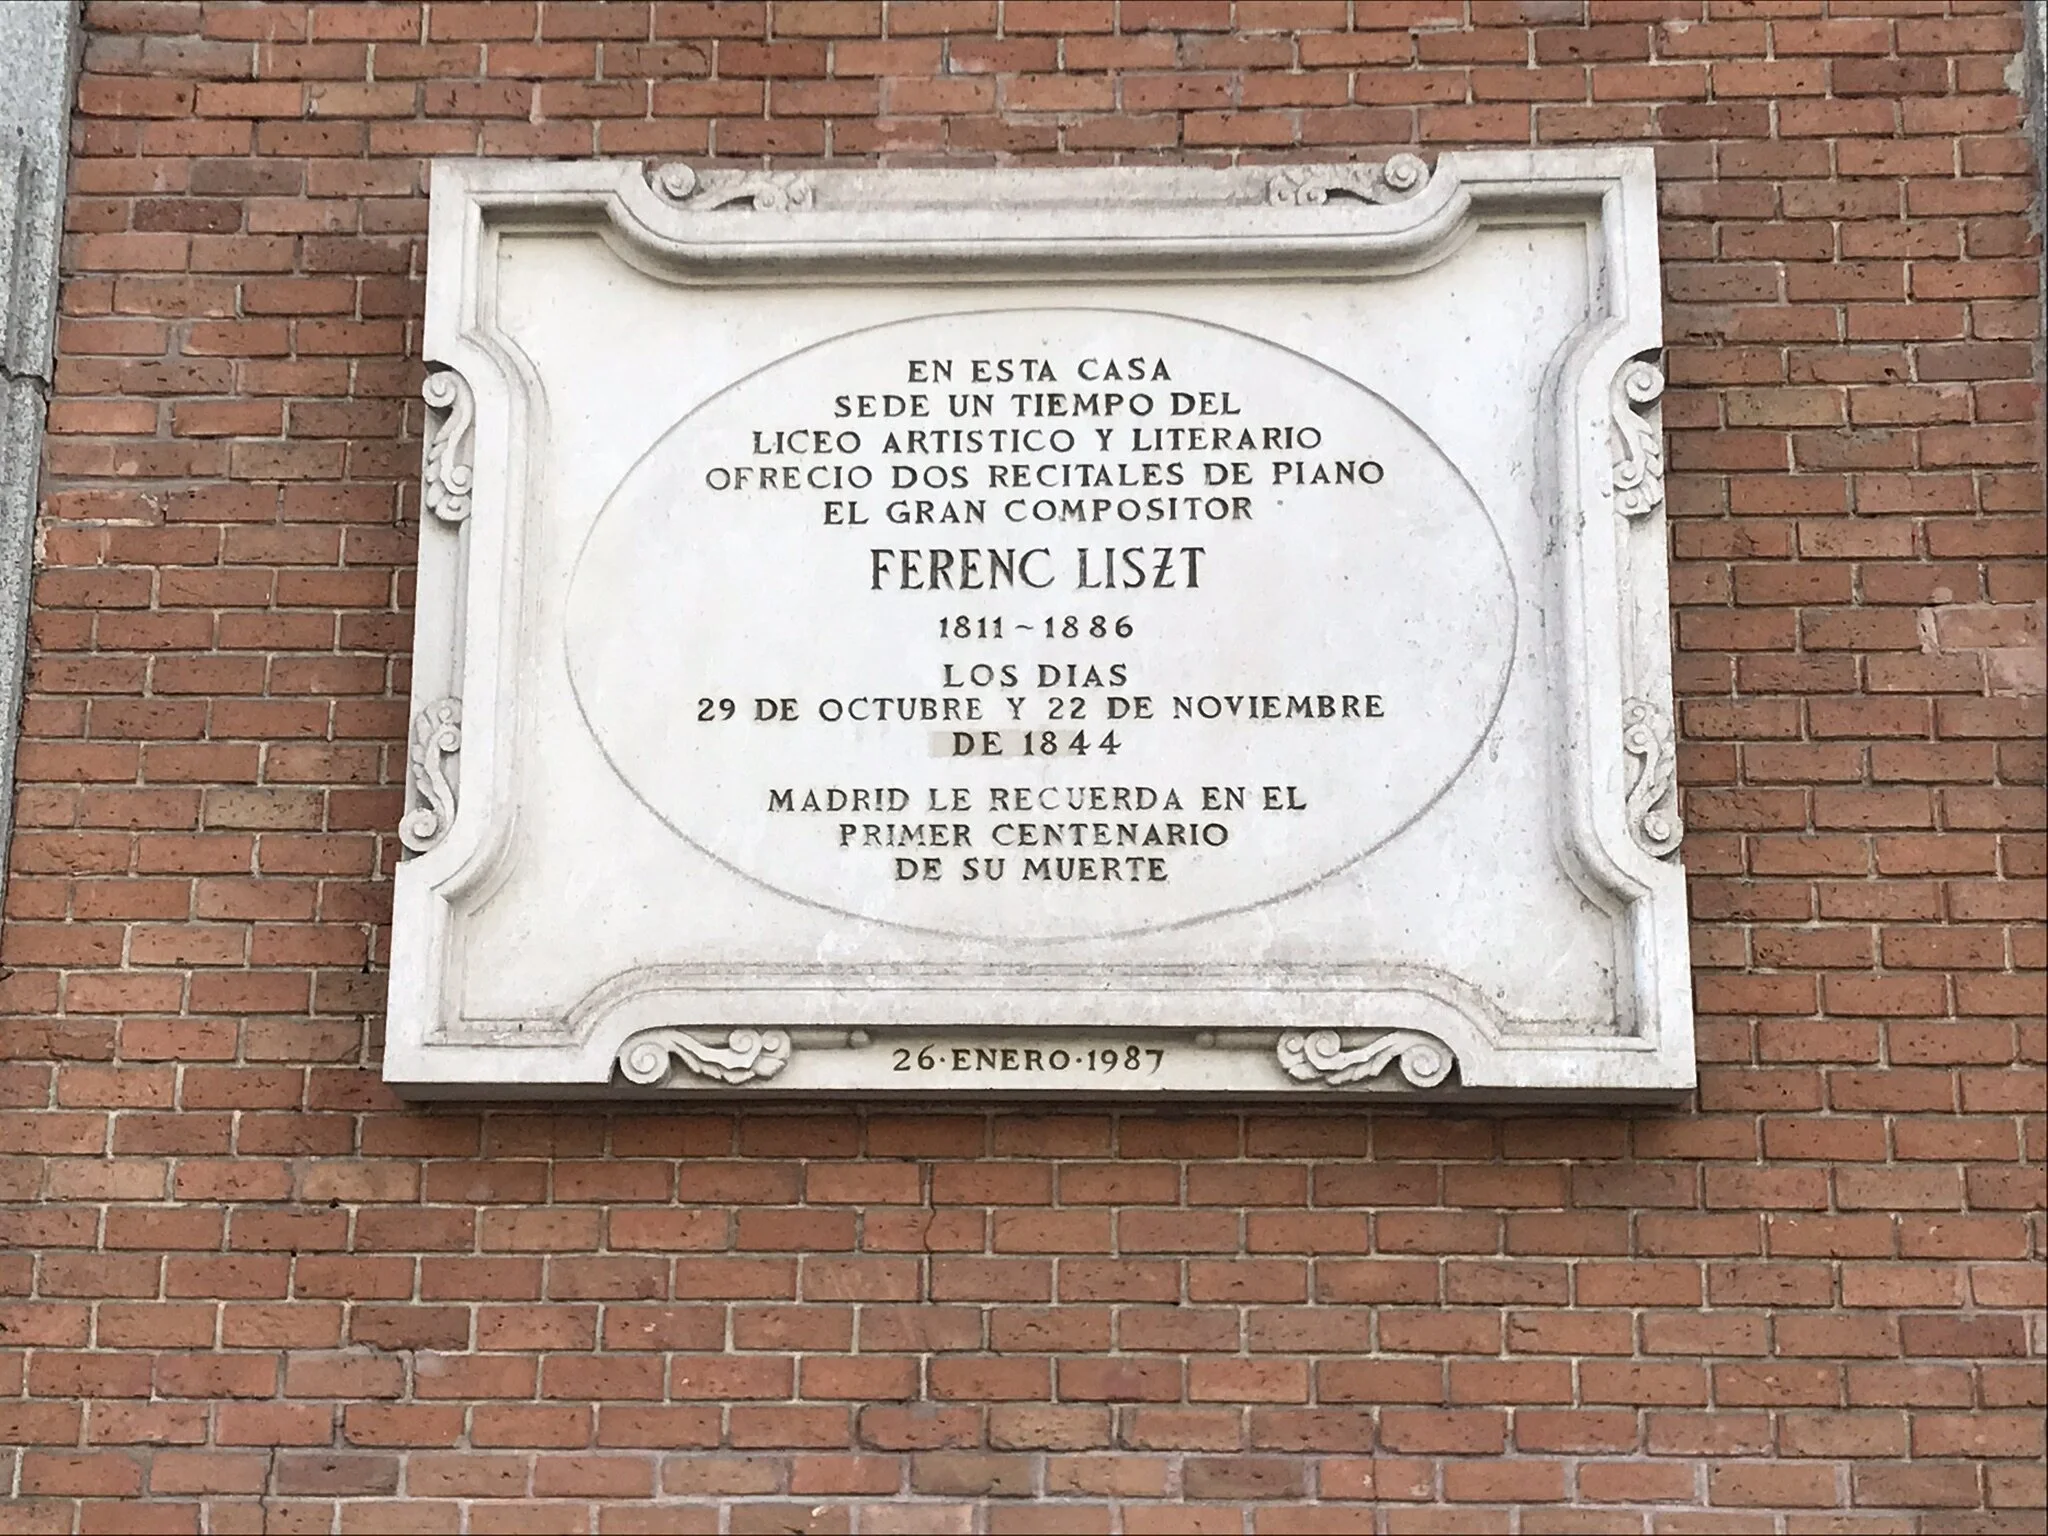 EN ESTA CASA
SEDE UN TIEMPO DEL
LICEO ARTISTICO Y LITERARIO
OFRECIO DOS RECITALES DE PIANO
EL GRAN COMPOSITOR
FERENC LISZT
1811~1886
LOS DIAS
29 DE OCTUBRE Y 22 DE NOVIEMBRE
DE 1844
MADRID LE RECUERDA EN EL
PRIMER CENTENARIO
DE SU MUERTE
26·ENERO·1987